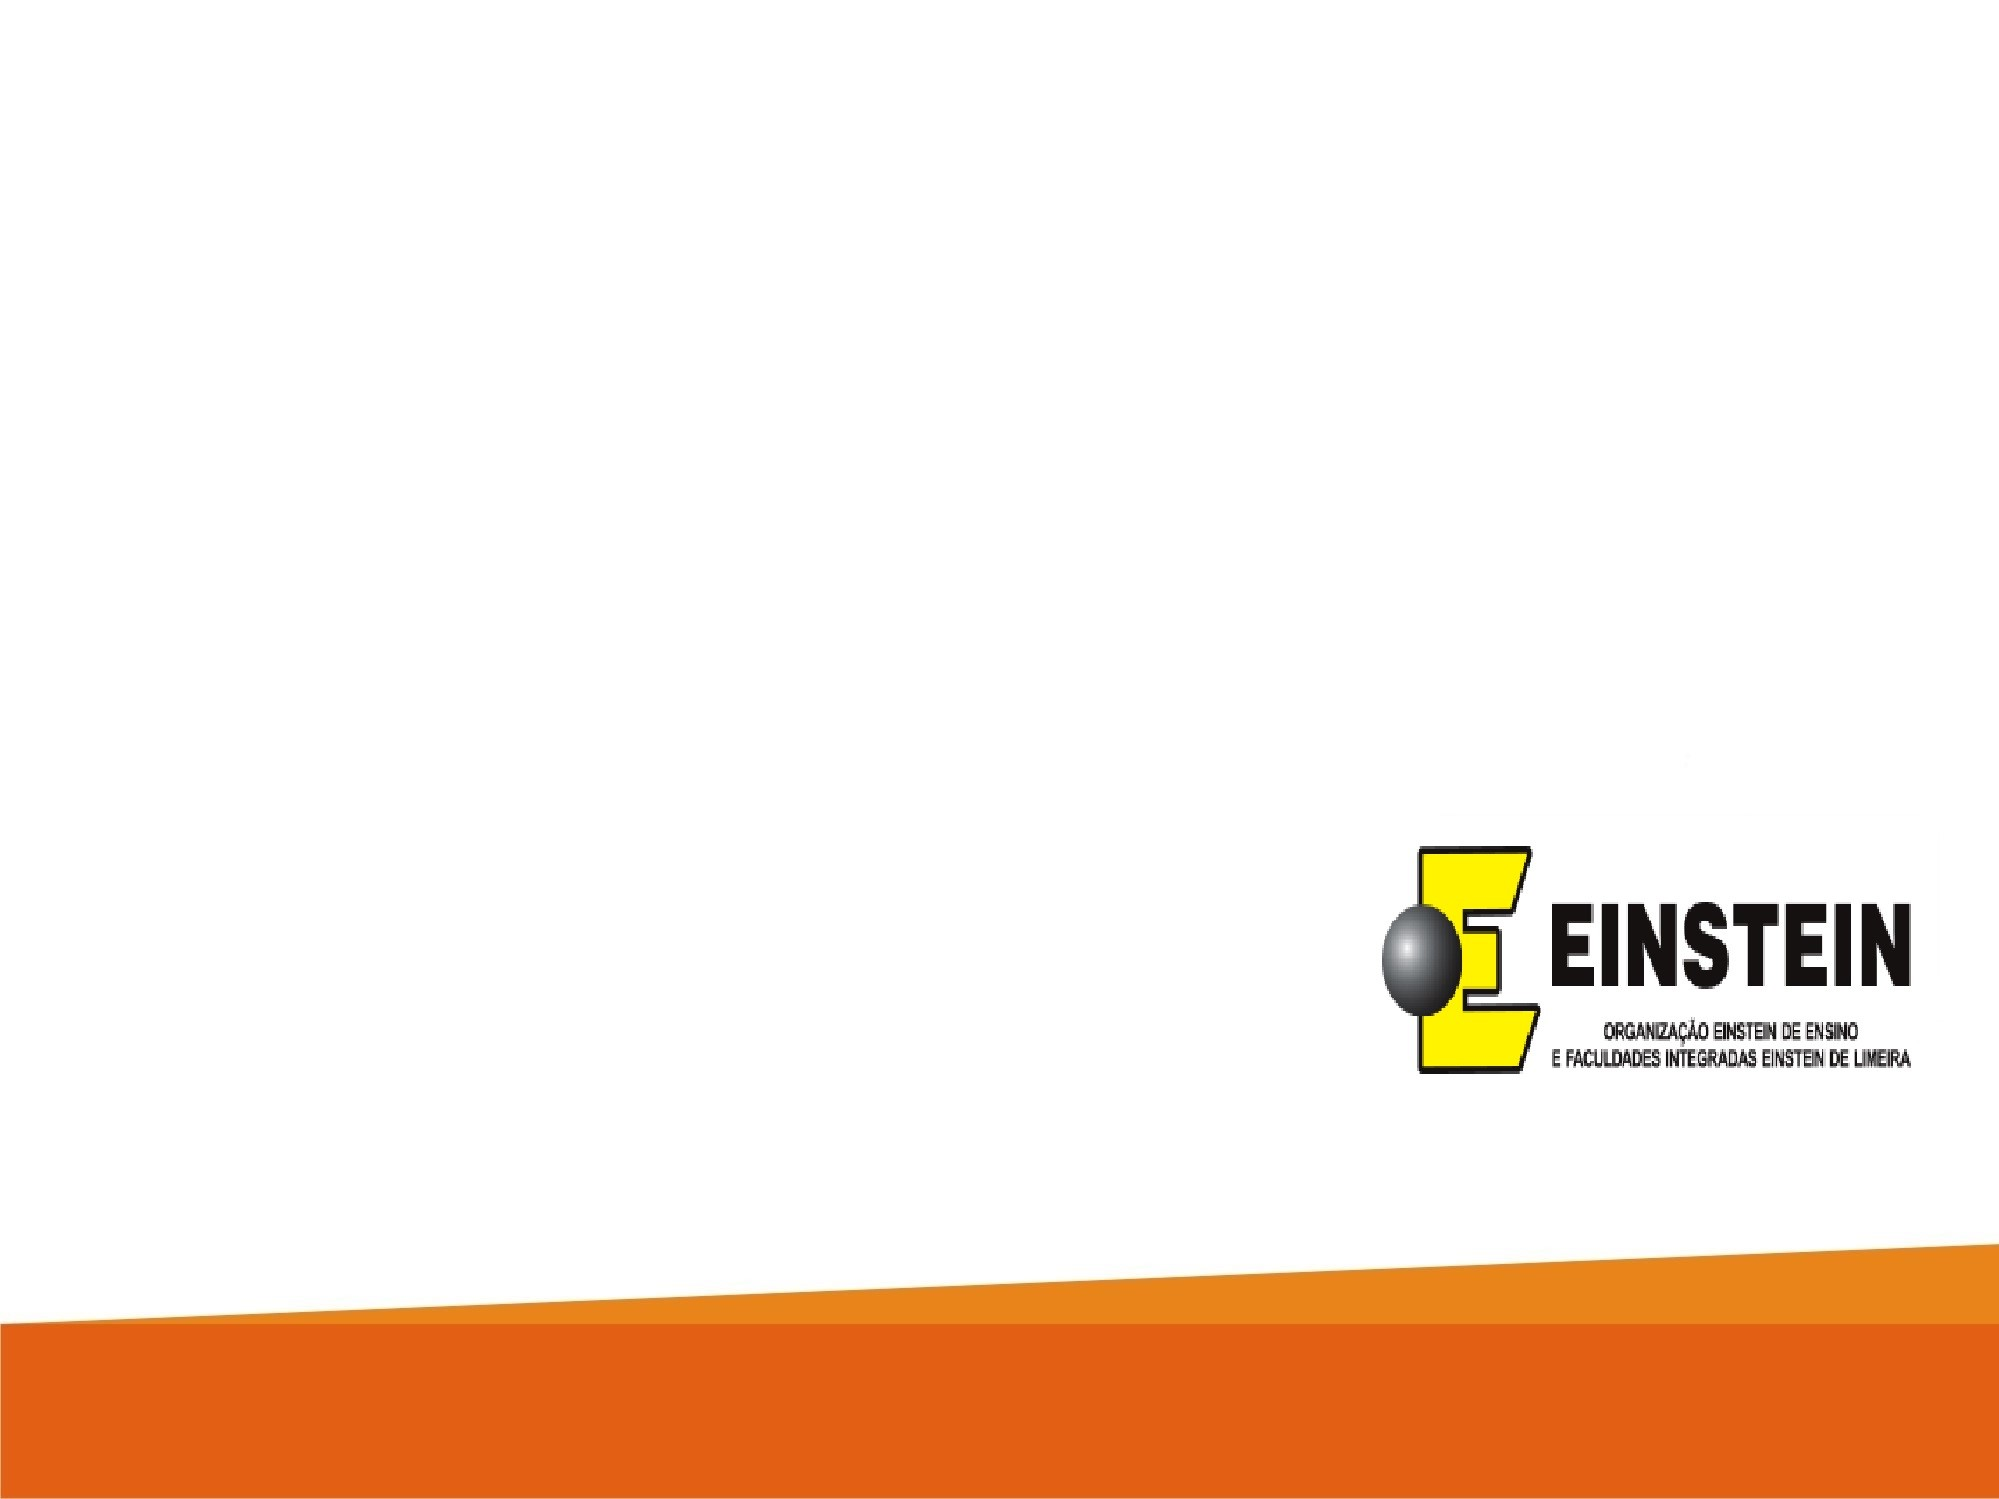 EINSTEIN
ORGANIZAÇÃO EINSTEIN DE ENSINO
E FACULDADES INTEGRADAS EINSTEIN DE LIMEIRA